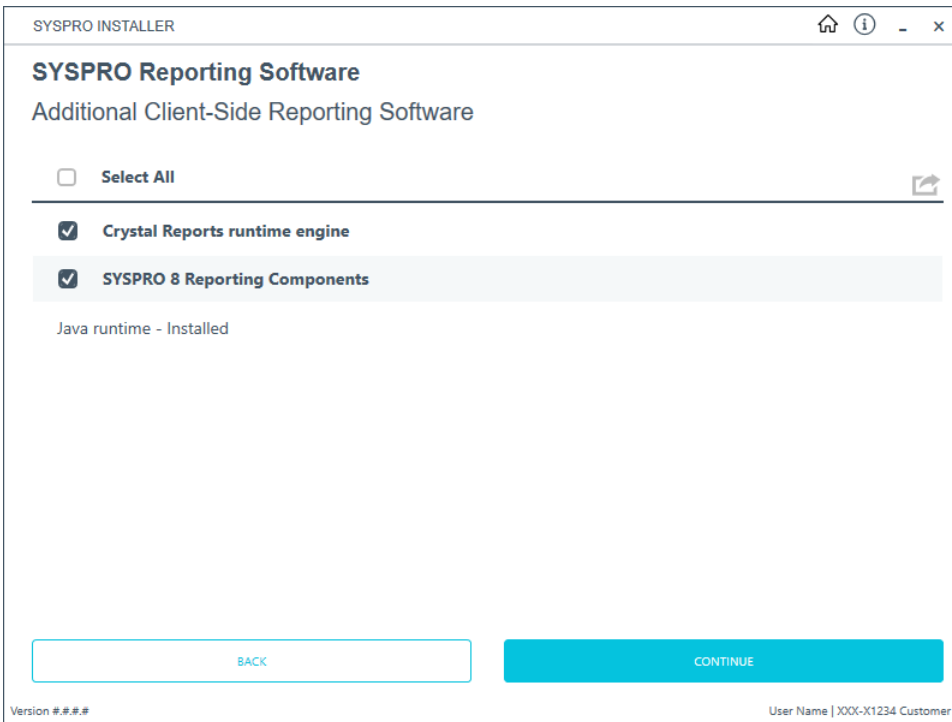 SYSPRO INSTALLER
SYSPRO Reporting Software
Additional Client-Side Reporting Software
Select All
Crystal Reports runtime engine
SYSPRO 8 Reporting Components
Java runtime - Installed
BACK CONTINUE
Version #.#.#.# User Name | XXX-X1234 Customer